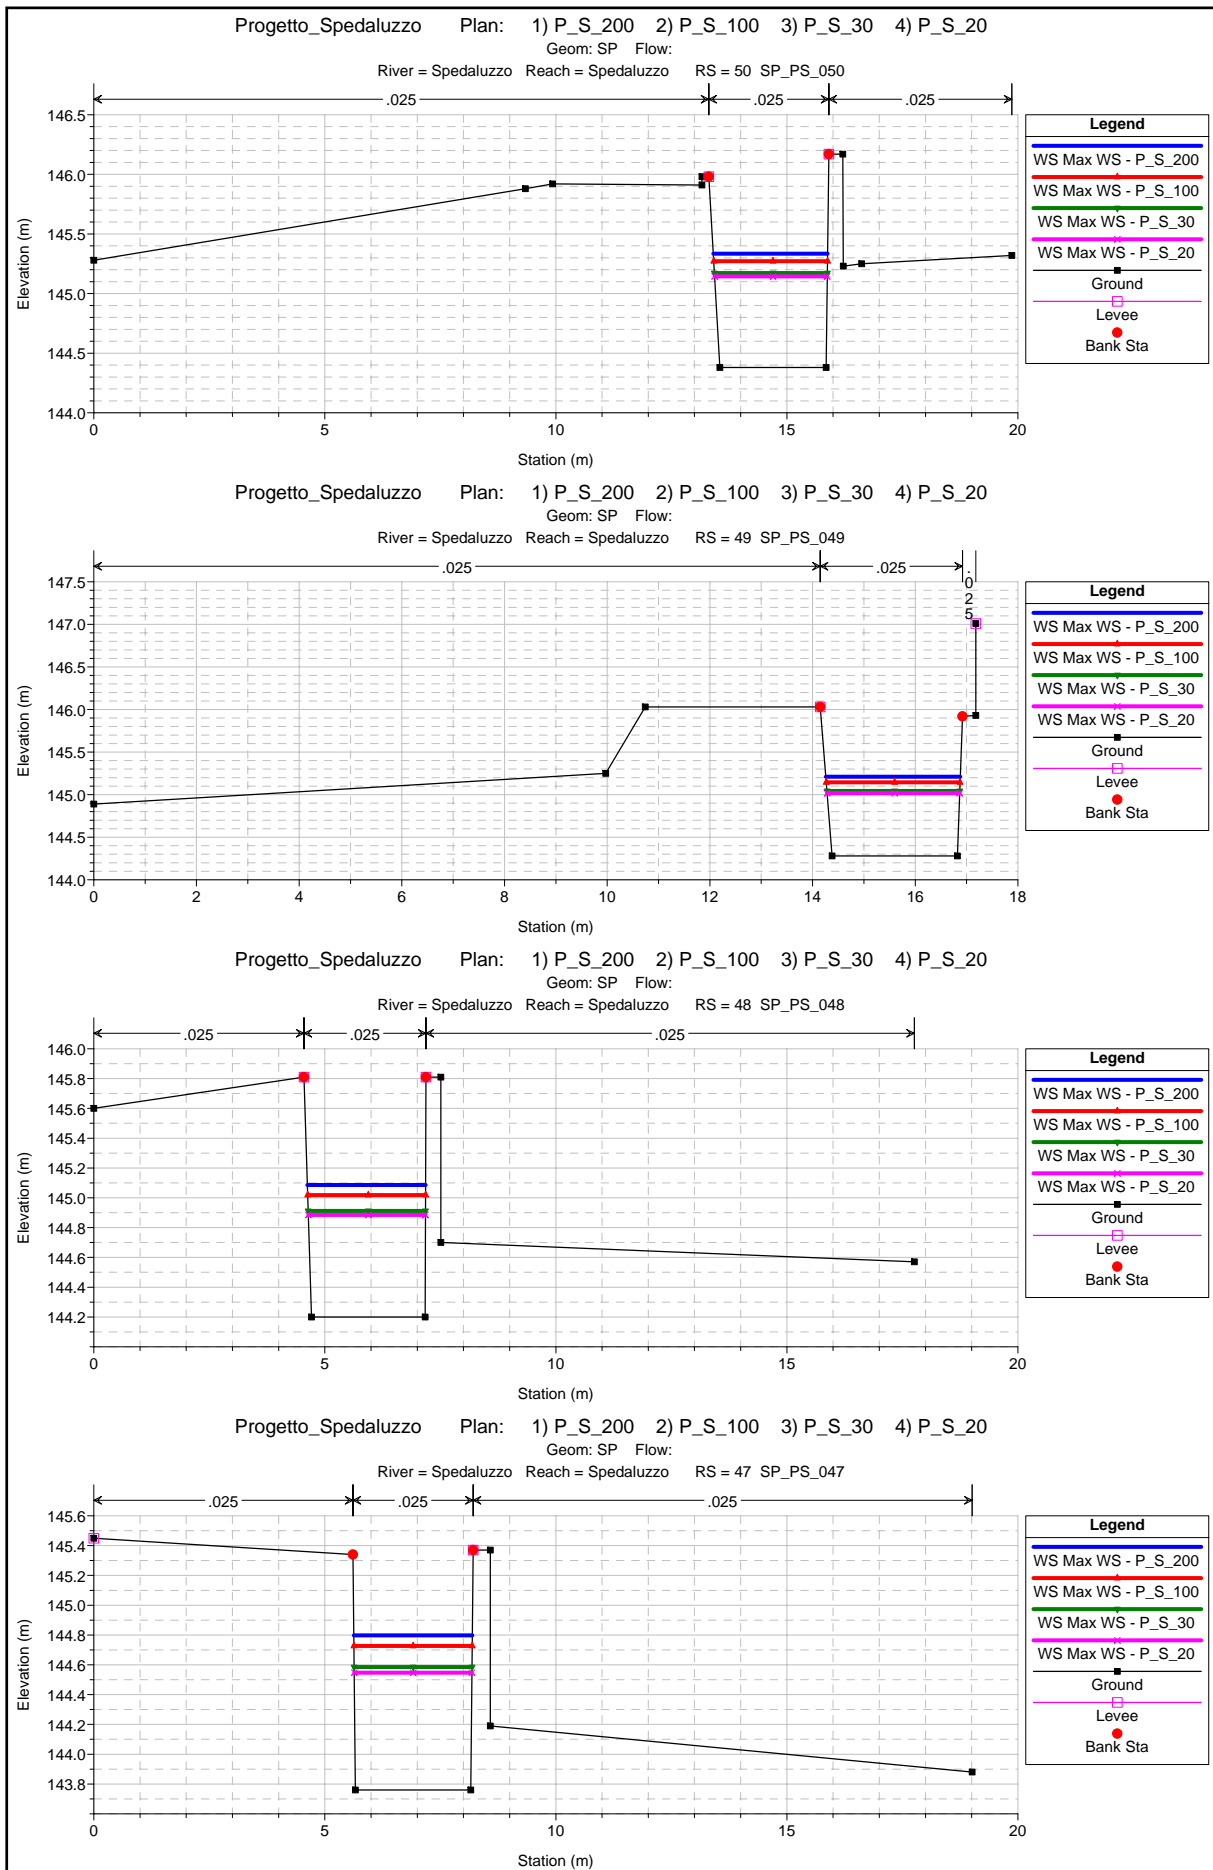 Progetto_Spedaluzzo Plan: 1) P_S_200 2) P_S_100 3) P_S_30 4) P_S_20
Geom: SP Flow:
River = Spedaluzzo Reach = Spedaluzzo RS = 50 SP_PS_050
.025 .025 .025
146.5
146.0
145.5
145.0
144.5
144.0
Elevation (m)
0 5 10 15 20
Station (m)
Legend
WS Max WS - P_S_200
WS Max WS - P_S_100
WS Max WS - P_S_30
WS Max WS - P_S_20
Ground
Levee
Bank Sta
Progetto_Spedaluzzo Plan: 1) P_S_200 2) P_S_100 3) P_S_30 4) P_S_20
Geom: SP Flow:
River = Spedaluzzo Reach = Spedaluzzo RS = 49 SP_PS_049
.025 .025 .025
147.5
147.0
146.5
146.0
145.5
145.0
144.5
144.0
Elevation (m)
0 2 4 6 8 10 12 14 16 18
Station (m)
Legend
WS Max WS - P_S_200
WS Max WS - P_S_100
WS Max WS - P_S_30
WS Max WS - P_S_20
Ground
Levee
Bank Sta
Progetto_Spedaluzzo Plan: 1) P_S_200 2) P_S_100 3) P_S_30 4) P_S_20
Geom: SP Flow:
River = Spedaluzzo Reach = Spedaluzzo RS = 48 SP_PS_048
.025 .025 .025
146.0
145.8
145.6
145.4
145.2
145.0
144.8
144.6
144.4
144.2
Elevation (m)
0 5 10 15 20
Station (m)
Legend
WS Max WS - P_S_200
WS Max WS - P_S_100
WS Max WS - P_S_30
WS Max WS - P_S_20
Ground
Levee
Bank Sta
Progetto_Spedaluzzo Plan: 1) P_S_200 2) P_S_100 3) P_S_30 4) P_S_20
Geom: SP Flow:
River = Spedaluzzo Reach = Spedaluzzo RS = 47 SP_PS_047
.025 .025 .025
145.6
145.4
145.2
145.0
144.8
144.6
144.4
144.2
144.0
143.8
Elevation (m)
0 5 10 15 20
Station (m)
Legend
WS Max WS - P_S_200
WS Max WS - P_S_100
WS Max WS - P_S_30
WS Max WS - P_S_20
Ground
Levee
Bank Sta